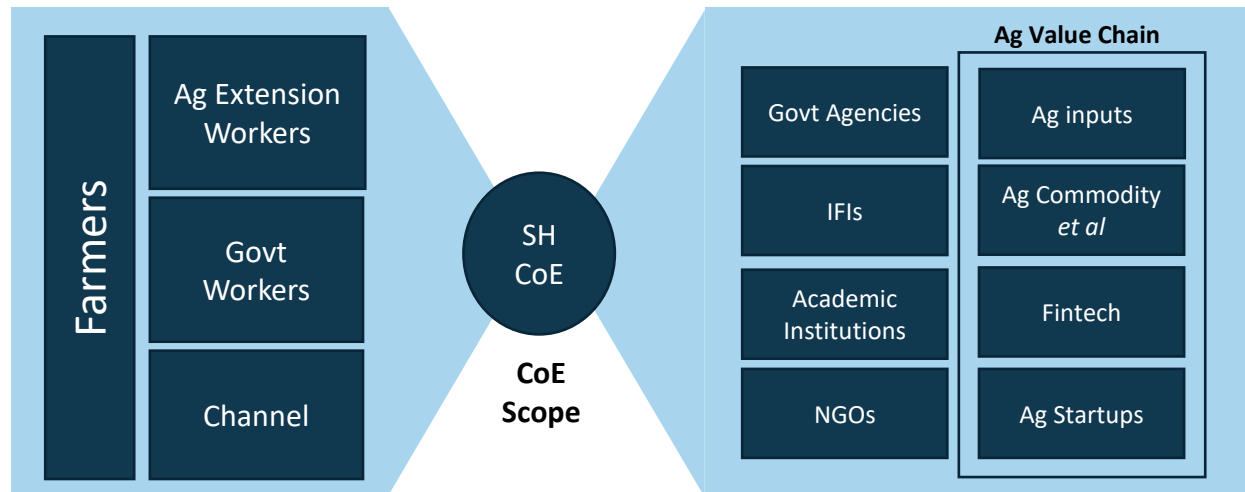 Farmers
Ag Extension
Workers
Govt
Workers
Channel
SH
CoE
CoE
Scope
Ag Value Chain
Govt Agencies
IFIs
Academic
Institutions
NGOs
Ag inputs
Ag Commodity
et al
Fintech
Ag Startups